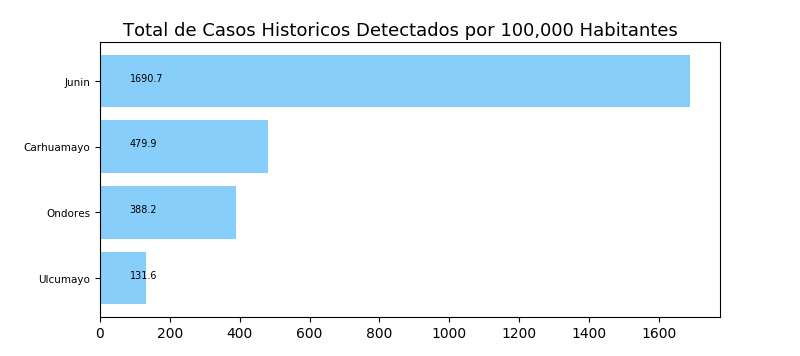 Total de Casos Historicos Detectados por 100,000 Habitantes
Junin 1690.7
Carhuamayo 479.9
Ondores 388.2
Ulcumayo 131.6
0 200 400 600 800 1000 1200 1400 1600